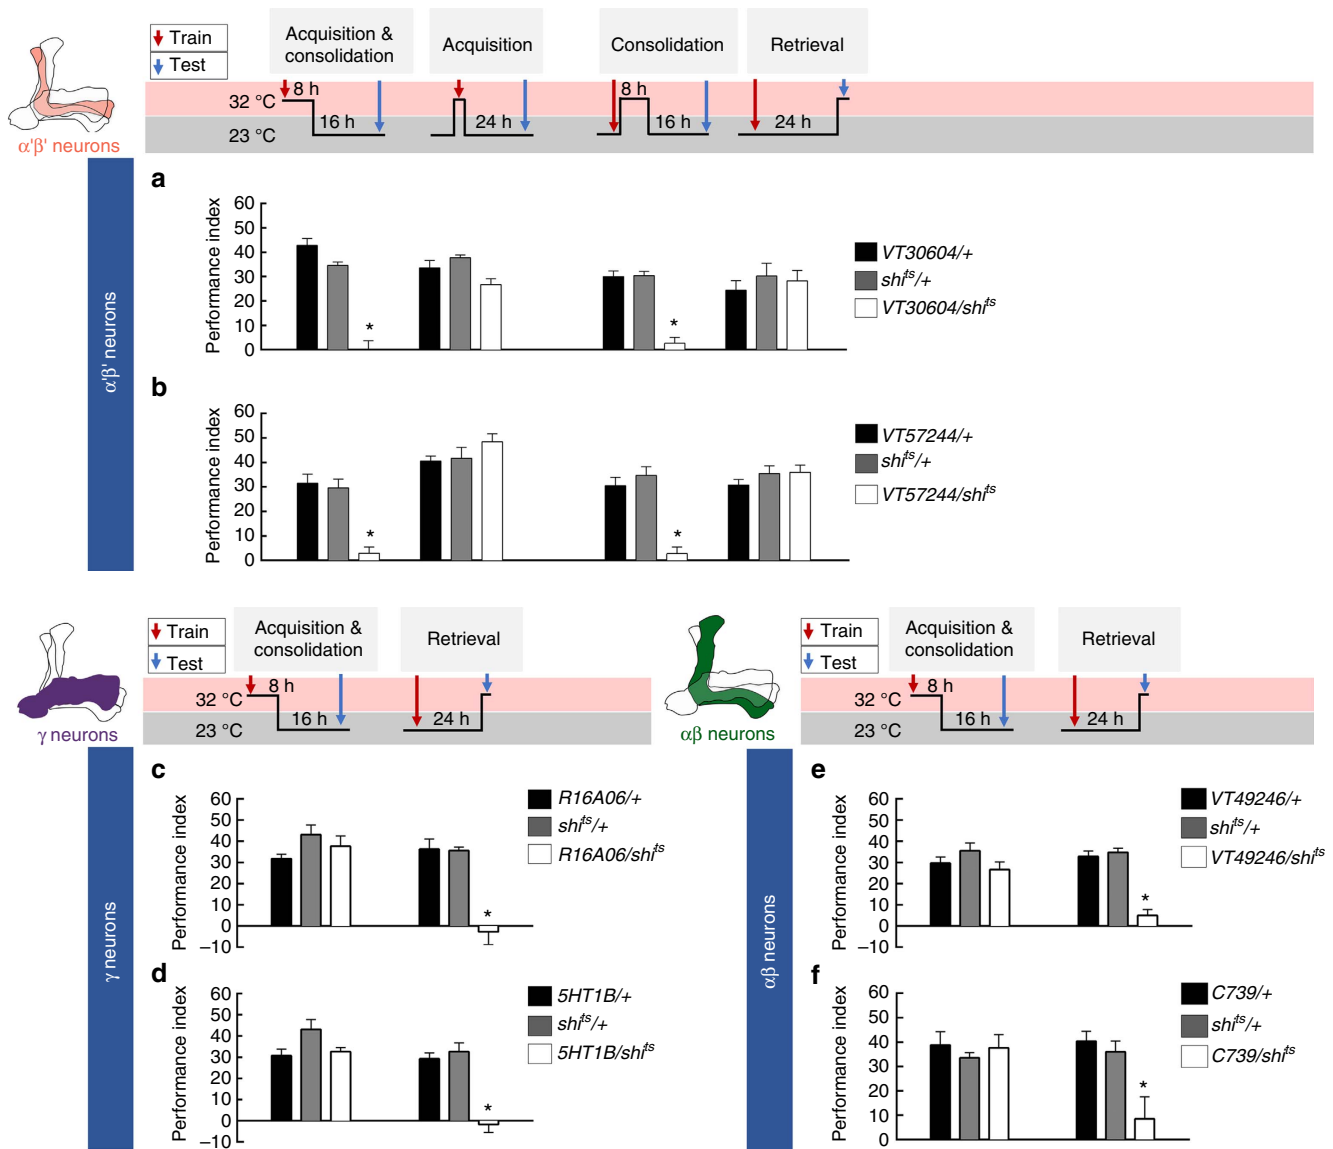 Train
Test
Acquisition &
consolidation
Acquisition
Consolidation
Retrieval
32 °C
23 °C
8 h
16 h
24 h
8 h
16 h
24 h
α'β' neurons
α'β' neurons
a
Performance index
60
50
40
30
20
10
0
*
*
VT30604/+
shi^ts/+
VT30604/shi^ts
b
Performance index
60
50
40
30
20
10
0
*
*
VT57244/+
shi^ts/+
VT57244/shi^ts
γ neurons
Train
Test
Acquisition &
consolidation
Retrieval
32 °C
23 °C
8 h
16 h
24 h
γ neurons
c
Performance index
60
50
40
30
20
10
0
–10
*
R16A06/+
shi^ts/+
R16A06/shi^ts
d
Performance index
60
50
40
30
20
10
0
–10
*
5HT1B/+
shi^ts/+
5HT1B/shi^ts
αβ neurons
Train
Test
Acquisition &
consolidation
Retrieval
32 °C
23 °C
8 h
16 h
24 h
αβ neurons
e
Performance index
60
50
40
30
20
10
0
–10
*
VT49246/+
shi^ts/+
VT49246/shi^ts
f
Performance index
60
50
40
30
20
10
0
*
C739/+
shi^ts/+
C739/shi^ts